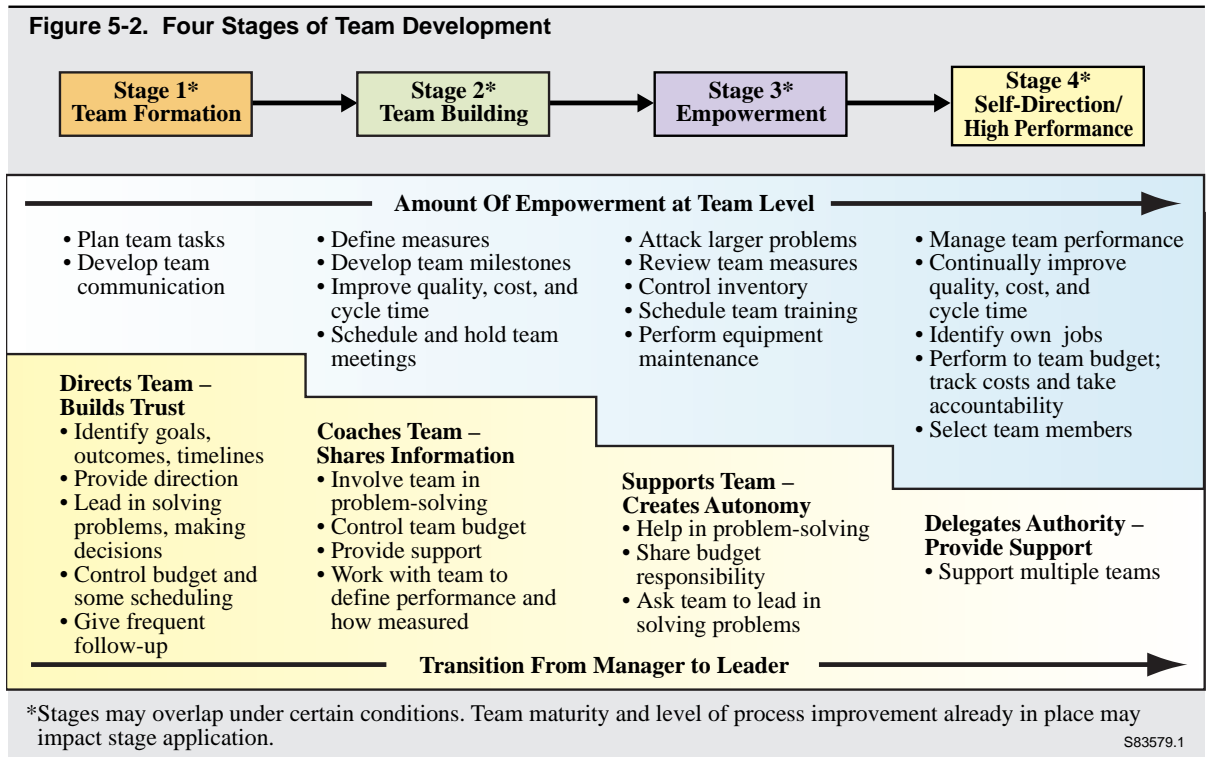 Figure 5-2. Four Stages of Team Development
Stage 1*
Team Formation
Stage 2*
Team Building
Stage 3*
Empowerment
Stage 4*
Self-Direction/
High Performance
Amount Of Empowerment at Team Level
• Plan team tasks
• Develop team
communication
• Define measures
• Develop team milestones
• Improve quality, cost, and
cycle time
• Schedule and hold team
meetings
• Attack larger problems
• Review team measures
• Control inventory
• Schedule team training
• Perform equipment
maintenance
• Manage team performance
• Continually improve
quality, cost, and
cycle time
• Identify own jobs
• Perform to team budget;
track costs and take
accountability
• Select team members
Directs Team –
Builds Trust
• Identify goals,
outcomes, timelines
• Provide direction
• Lead in solving
problems, making
decisions
• Control budget and
some scheduling
• Give frequent
follow-up
Coaches Team –
Shares Information
• Involve team in
problem-solving
• Control team budget
• Provide support
• Work with team to
define performance and
how measured
Supports Team –
Creates Autonomy
• Help in problem-solving
• Share budget
responsibility
• Ask team to lead in
solving problems
Delegates Authority –
Provide Support
• Support multiple teams
Transition From Manager to Leader
*Stages may overlap under certain conditions. Team maturity and level of process improvement already in place may
impact stage application.
S83579.1